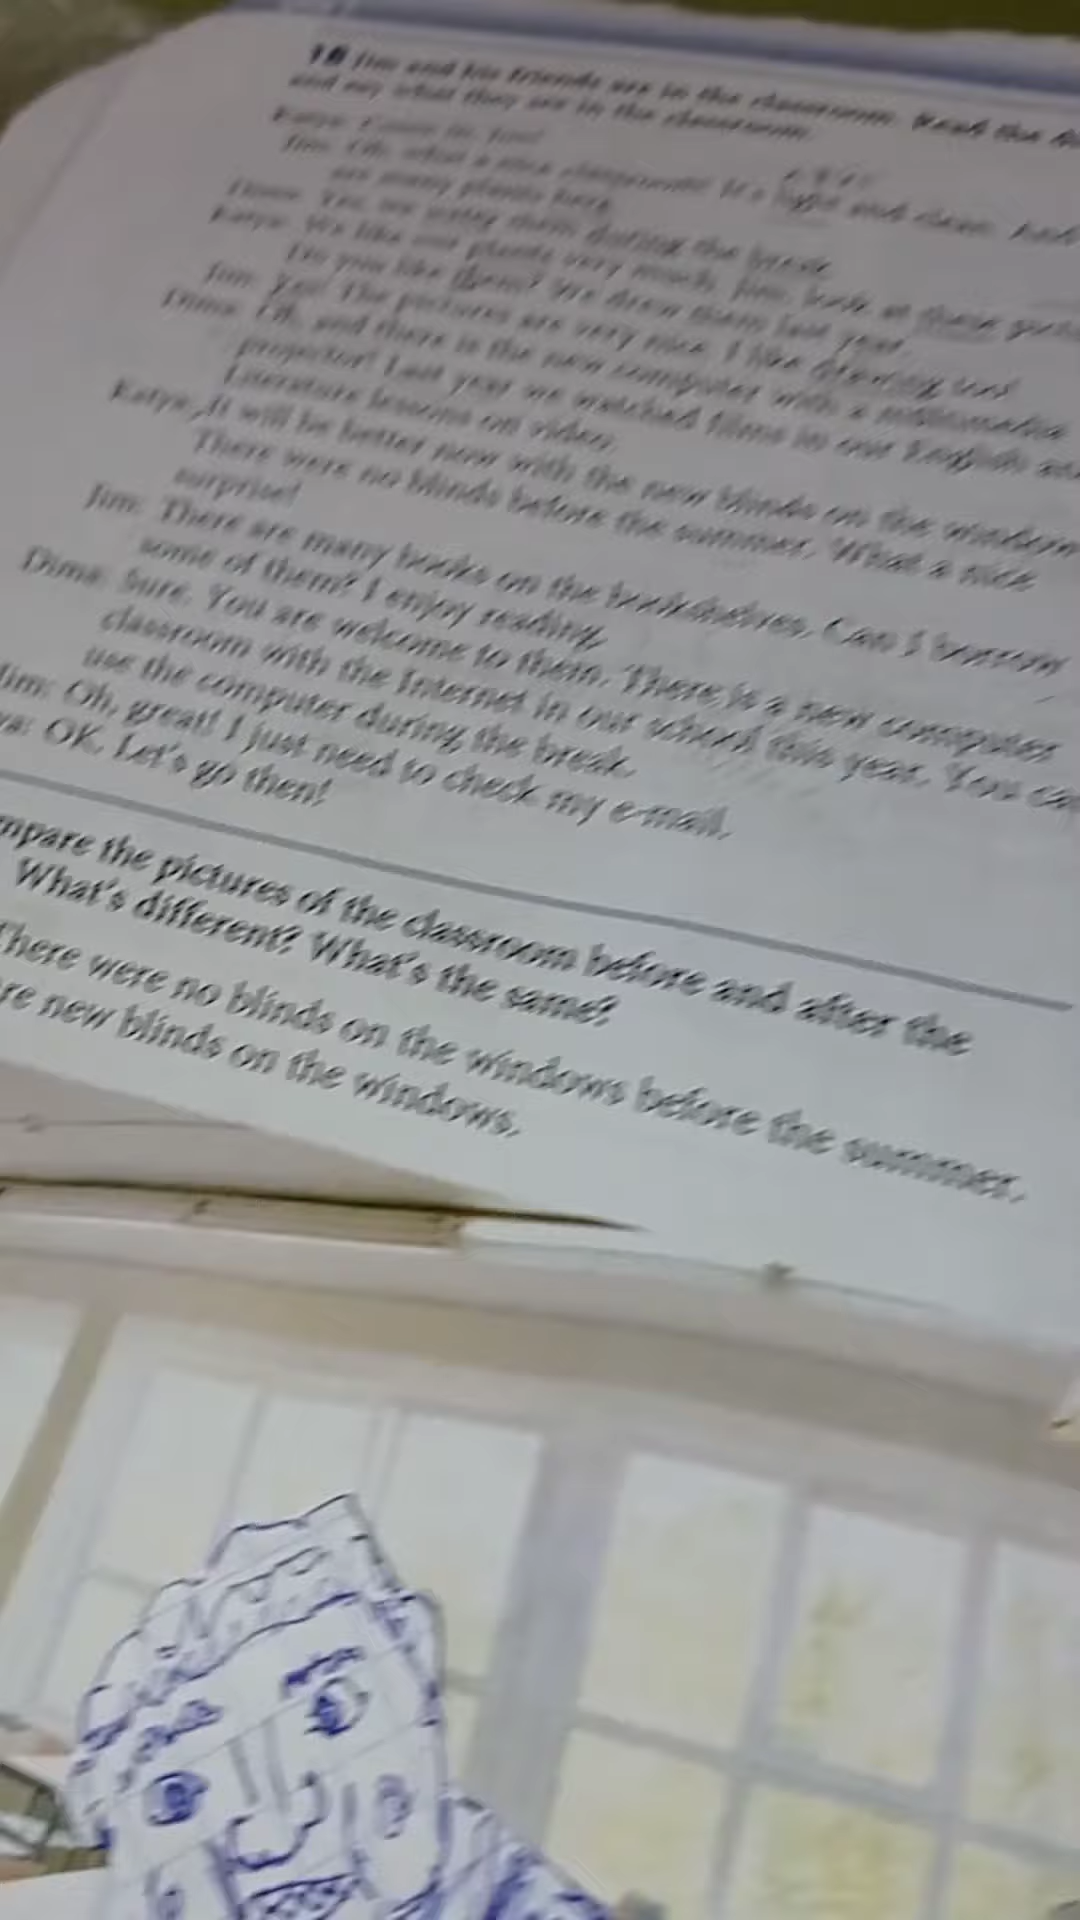 18 Jim and his friends are in the classroom. Read the
and say what they see in the classroom.
Katya: Come in, Jim!
Jim: Oh, what a nice classroom! It's light and clean. And
are many plants here.
Dima: Yes, we water them during the break.
Katya: We like our plants very much. Jim, look at these
Do you like them? We drew them last year.
Jim: Yes! The pictures are very nice. I like drawing too!
Dima: Oh, and there is the new computer with a multimedia
projector! Last year we watched films in our English
Literature lessons on video.
Katya: It will be better now with the new blinds on the
There were no blinds before the summer. What a nice
surprise!
Jim: There are many books on the bookshelves. Can I borrow
some of them? I enjoy reading.
Dima: Sure. You are welcome to them. There is a new computer
classroom with the Internet in our school this year. You
use the computer during the break.
Jim: Oh, great! I just need to check my e-mail.
ya: OK. Let's go then!
mpare the pictures of the classroom before and after the
What's different? What's the same?
There were no blinds on the windows before the summer.
re new blinds on the windows.